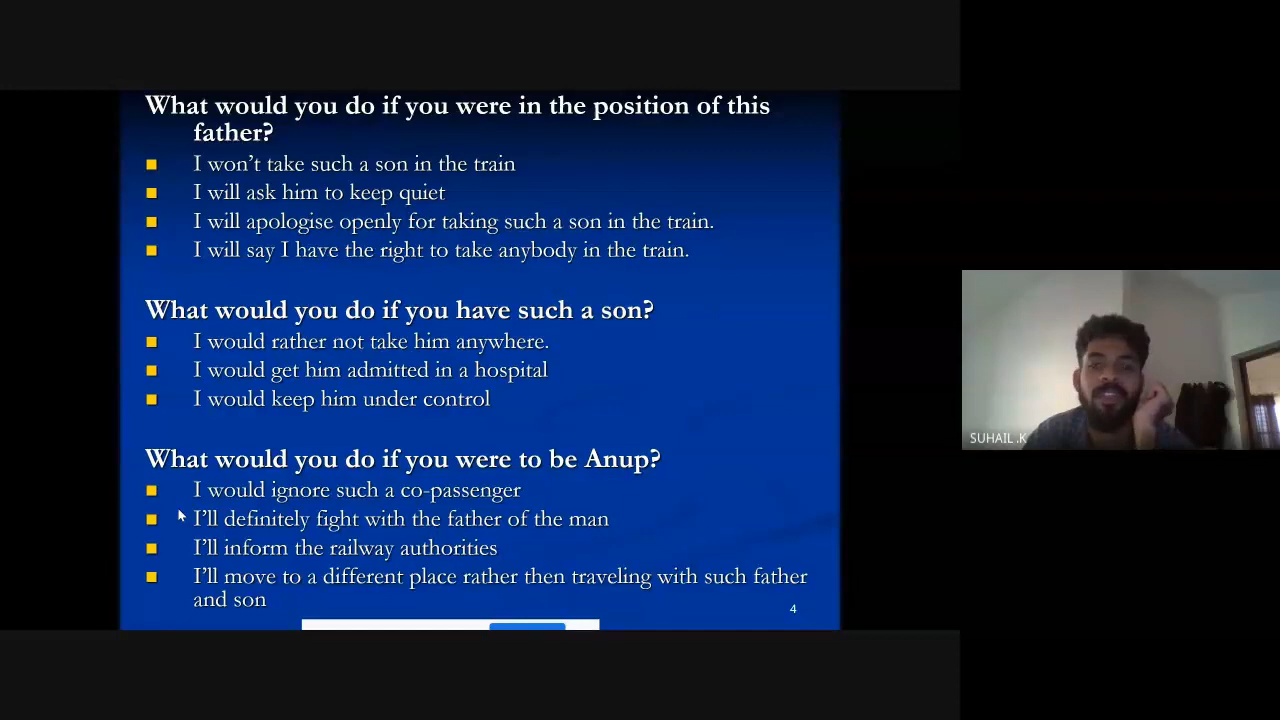 What would you do if you were in the position of this
father?
I won't take such a son in the train
I will ask him to keep quiet
I will apologise openly for taking such a son in the train.
I will say I have the right to take anybody in the train.
What would you do if you have such a son?
I would rather not take him anywhere.
I would get him admitted in a hospital
I would keep him under control
What would you do if you were to be Anup?
I would ignore such a co-passenger
I'll definitely fight with the father of the man
I'll inform the railway authorities
I'll move to a different place rather then traveling with such father
and son
4
SUHAIL .K